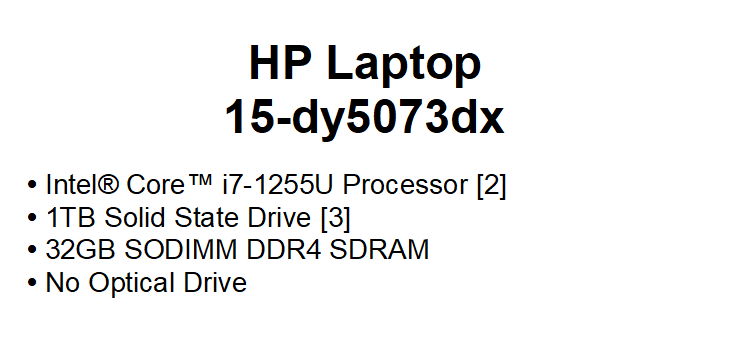 HP Laptop
15-dy5073dx
• Intel® Core™ i7-1255U Processor [2]
• 1TB Solid State Drive [3]
• 32GB SODIMM DDR4 SDRAM
• No Optical Drive